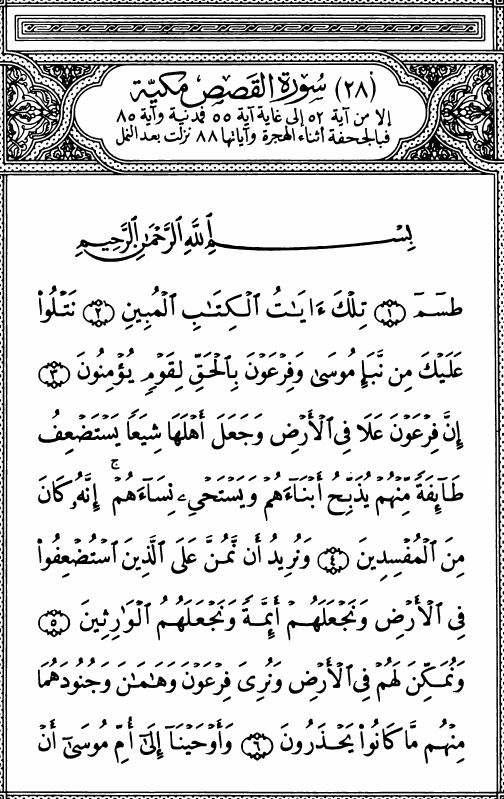 (٢٨) سُورَةُ القَصَصِ مَكيَّة
إلا من آية ٥٢ إلى غاية آية ٥٥ فمدنية وآية ٨٥
فبالجحفة أثناء الهجرة وآياتها ٨٨ نزلت بعد النمل
بِسْمِ اللَّهِ الرَّحْمَٰنِ الرَّحِيمِ
طسٓمٓ ﴿١﴾ تِلْكَ ءَايَٰتُ ٱلْكِتَٰبِ ٱلْمُبِينِ ﴿٢﴾ نَتْلُوا۟
عَلَيْكَ مِن نَّبَإِ مُوسَىٰ وَفِرْعَوْنَ بِٱلْحَقِّ لِقَوْمٍ يُؤْمِنُونَ ﴿٣﴾
إِنَّ فِرْعَوْنَ عَلَا فِى ٱلْأَرْضِ وَجَعَلَ أَهْلَهَا شِيَعًا يَسْتَضْعِفُ
طَآئِفَةً مِّنْهُمْ يُذَبِّحُ أَبْنَآءَهُمْ وَيَسْتَحْىِۦ نِسَآءَهُمْ ۚ إِنَّهُۥ كَانَ
مِنَ ٱلْمُفْسِدِينَ ﴿٤﴾ وَنُرِيدُ أَن نَّمُنَّ عَلَى ٱلَّذِينَ ٱسْتُضْعِفُوا۟
فِى ٱلْأَرْضِ وَنَجْعَلَهُمْ أَئِمَّةً وَنَجْعَلَهُمُ ٱلْوَٰرِثِينَ ﴿٥﴾
وَنُمَكِّنَ لَهُمْ فِى ٱلْأَرْضِ وَنُرِىَ فِرْعَوْنَ وَهَٰمَٰنَ وَجُنُودَهُمَا
مِنْهُم مَّا كَانُوا۟ يَحْذَرُونَ ﴿٦﴾ وَأَوْحَيْنَآ إِلَىٰٓ أُمِّ مُوسَىٰٓ أَنْ